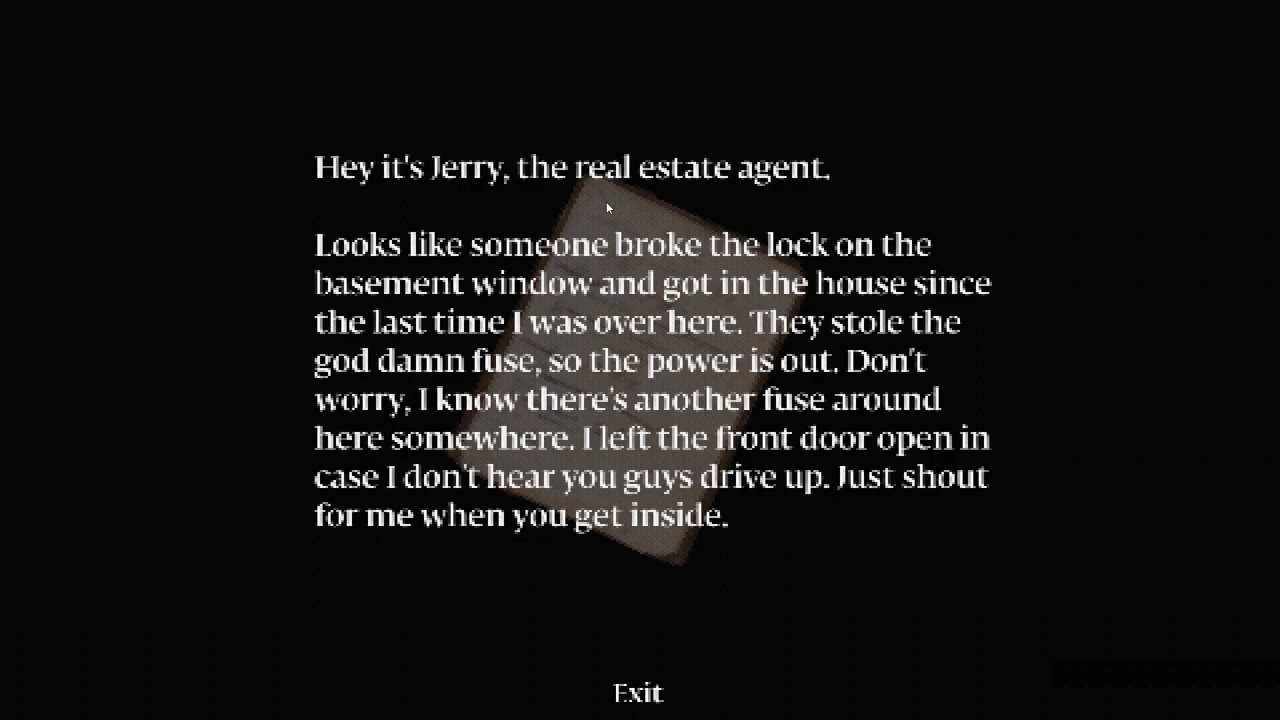 Hey it's Jerry, the real estate agent.
Looks like someone broke the lock on the
basement window and got in the house since
the last time I was over here. They stole the
god damn fuse, so the power is out. Don't
worry, I know there's another fuse around
here somewhere. I left the front door open in
case I don't hear you guys drive up. Just shout
for me when you get inside.
Exit